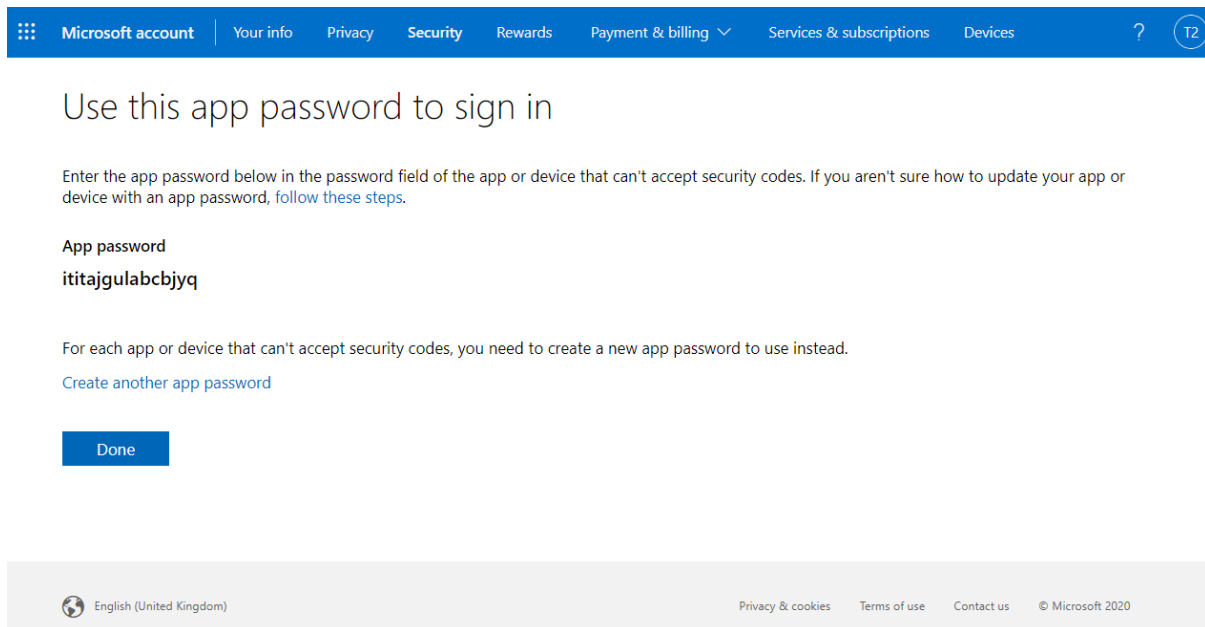 Microsoft account Your info Privacy Security Rewards Payment & billing Services & subscriptions Devices ? T2
Use this app password to sign in
Enter the app password below in the password field of the app or device that can't accept security codes. If you aren't sure how to update your app or
device with an app password, follow these steps.
App password
ititajgulabcbjyq
For each app or device that can't accept security codes, you need to create a new app password to use instead.
Create another app password
Done
English (United Kingdom) Privacy & cookies Terms of use Contact us © Microsoft 2020